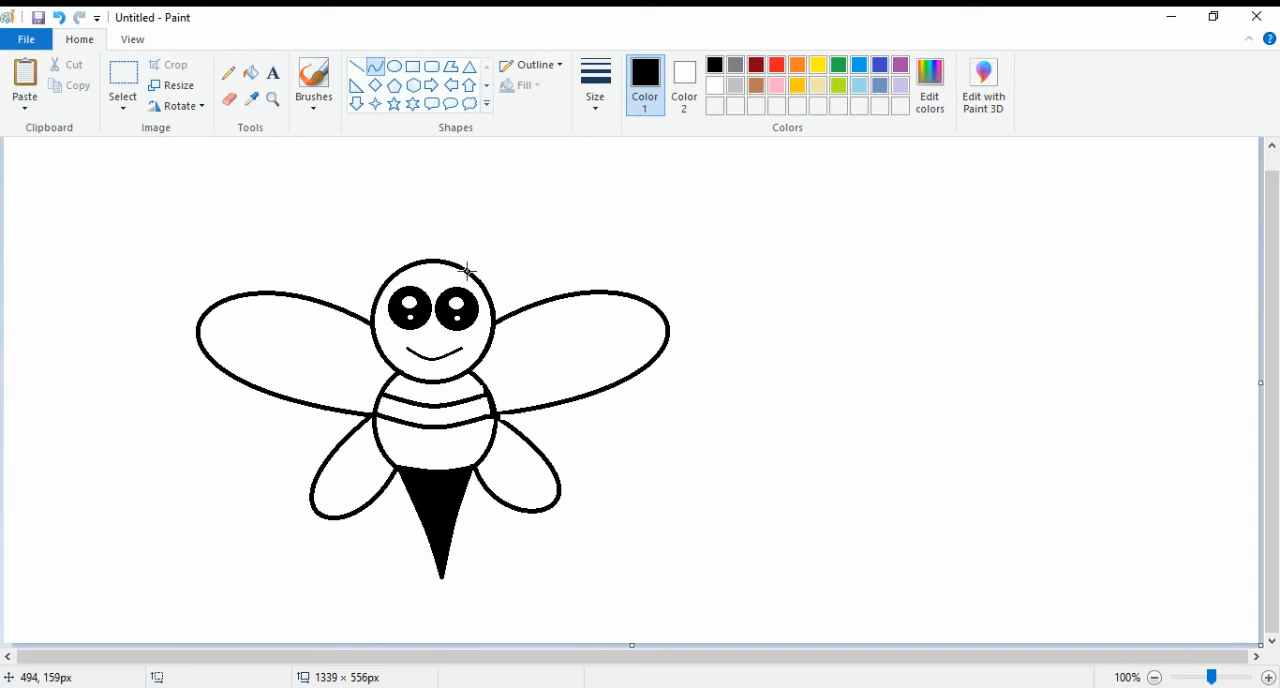 Untitled - Paint
File Home View
Cut
Copy
Paste
Clipboard
Select
Crop
Resize
Rotate
Image
A
Tools
Brushes
Outline
Fill
Shapes
Size
Color 1
Color 2
Edit colors
Colors
Edit with Paint 3D
494, 159px
1339 × 556px
100%